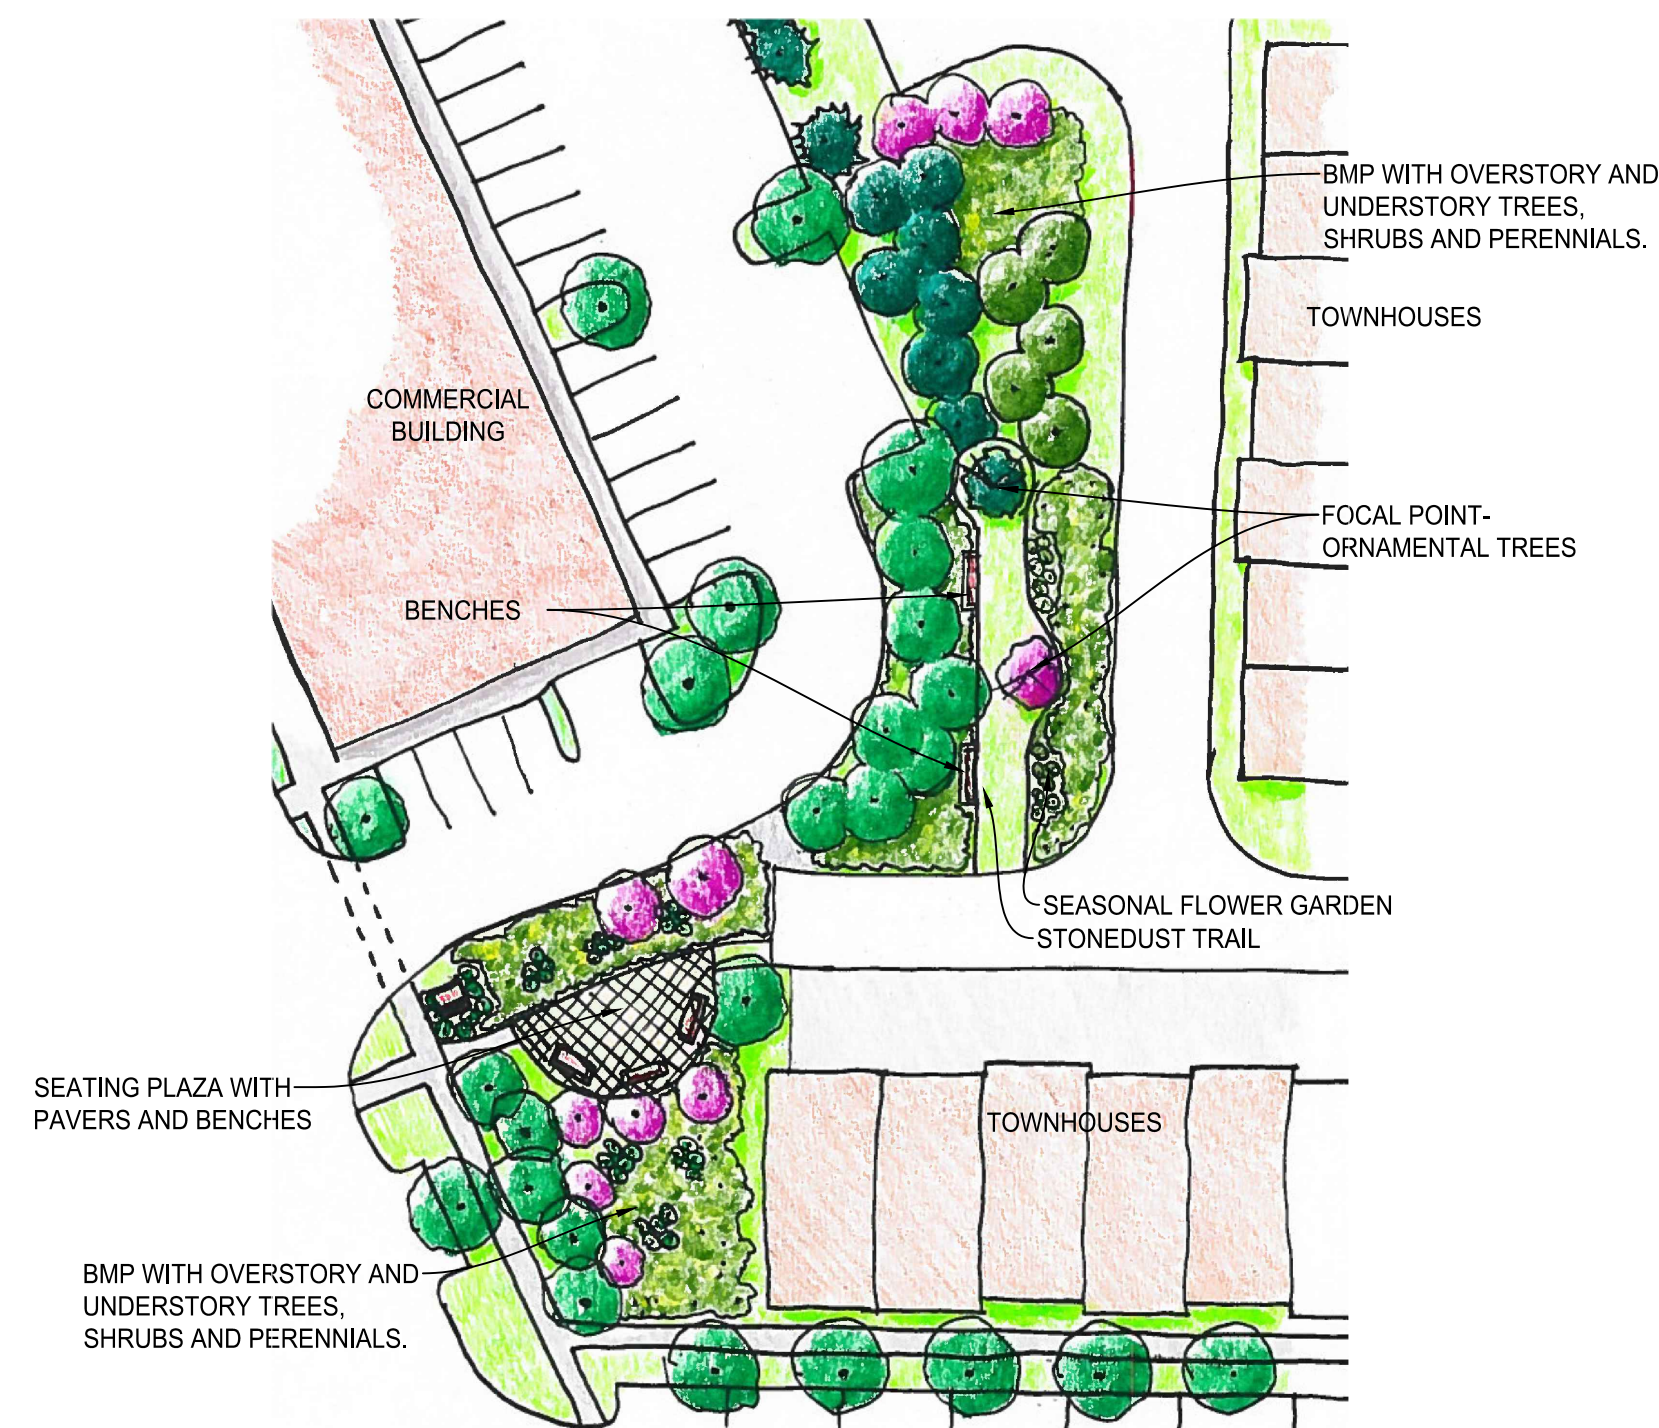 BMP WITH OVERSTORY AND
UNDERSTORY TREES,
SHRUBS AND PERENNIALS.
TOWNHOUSES
COMMERCIAL
BUILDING
FOCAL POINT-
ORNAMENTAL TREES
BENCHES
SEASONAL FLOWER GARDEN
STONEDUST TRAIL
SEATING PLAZA WITH
PAVERS AND BENCHES
TOWNHOUSES
BMP WITH OVERSTORY AND
UNDERSTORY TREES,
SHRUBS AND PERENNIALS.